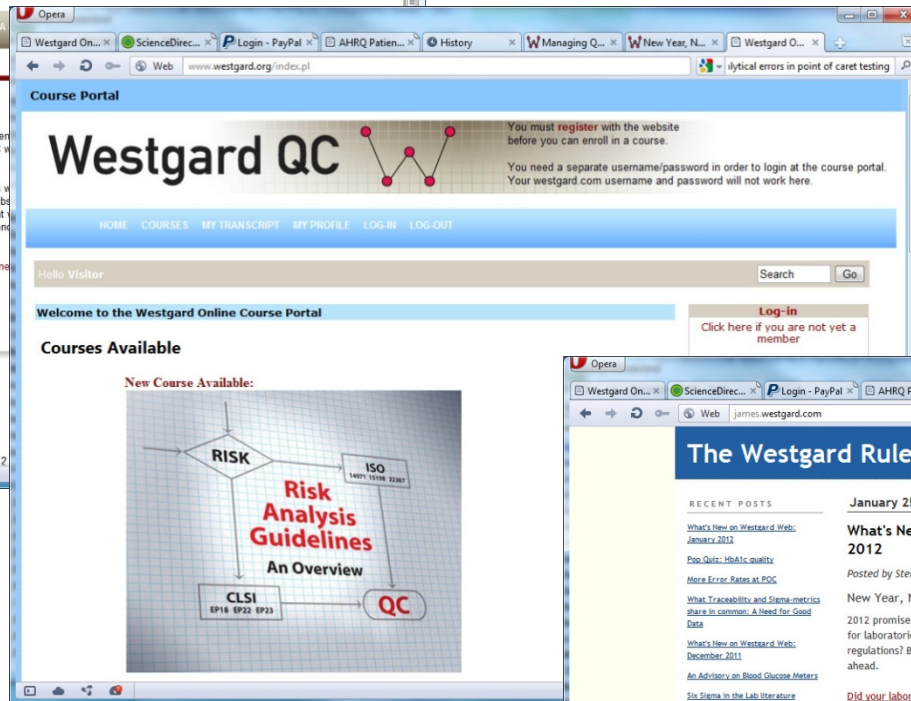 Opera
Westgard On...
ScienceDirec...
Login - PayPal
AHRQ Patien...
History
Managing Q...
New Year, N...
Westgard O...
Web
www.westgard.org/index.pl
ilytical errors in point of caret testing
Course Portal
Westgard QC
You must register with the website
before you can enroll in a course.
You need a separate username/password in order to login at the course portal.
Your westgard.com username and password will not work here.
HOME COURSES MY TRANSCRIPT MY PROFILE LOG-IN LOG-OUT
Hello Visitor
Search
Go
Welcome to the Westgard Online Course Portal
Log-in
Click here if you are not yet a
member
Courses Available
New Course Available:
RISK
ISO
14971 15198 22367
Risk
Analysis
Guidelines
An Overview
CLSI
EP18 EP22 EP23
QC
Opera
Westgard On...
ScienceDirec...
Login - PayPal
AHRQ P
Web
james.westgard.com
The Westgard Rule
RECENT POSTS
What's New on Westgard Web:
January 2012
Pop Quiz: HbA1c quality
More Error Rates at POC
What Traceability and Sigma-metrics
share in common: A Need for Good
Data
What's New on Westgard Web:
December 2011
An Advisory on Blood Glucose Meters
Six Sigma in the Lab literature
January 2
What's Ne
2012
Posted by Ste
New Year, N
2012 promise
for laboratorie
regulations? B
ahead.
Did your labor